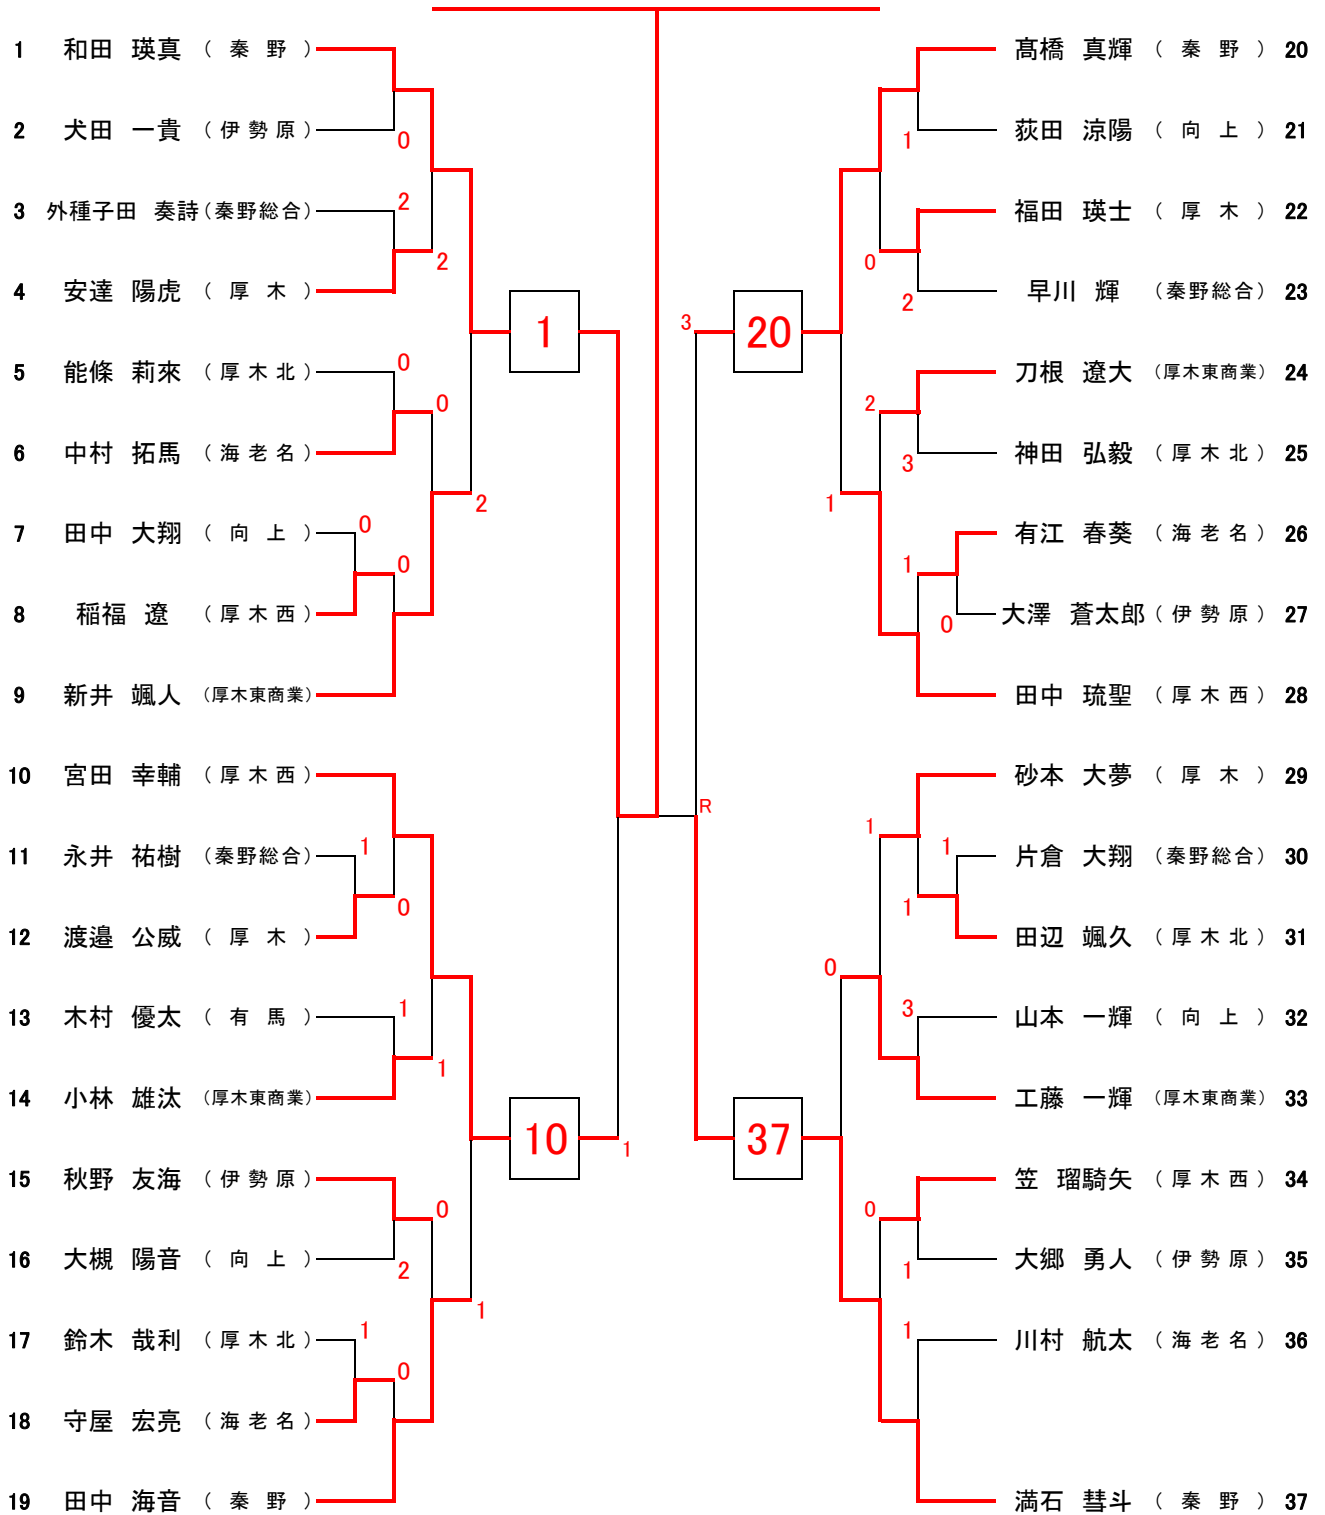 1 和田 瑛真 （ 秦 野 ）
2 犬田 一貴 （ 伊 勢 原 ）
0
3 外種子田 奏詩 （秦野総合）
2
4 安達 陽虎 （ 厚 木 ）
2
5 能條 莉來 （ 厚 木 北 ）
0
6 中村 拓馬 （ 海 老 名 ）
0
7 田中 大翔 （ 向 上 ）
0
2
8 稲福 遼 （ 厚 木 西 ）
0
9 新井 颯人 （厚木東商業）
1
10 宮田 幸輔 （ 厚 木 西 ）
11 永井 祐樹 （秦野総合）
1
12 渡邉 公威 （ 厚 木 ）
0
13 木村 優太 （ 有 馬 ）
1
14 小林 雄汰 （厚木東商業）
1
15 秋野 友海 （ 伊 勢 原 ）
16 大槻 陽音 （ 向 上 ）
0
2
17 鈴木 哉利 （ 厚 木 北 ）
1
1
18 守屋 宏亮 （ 海 老 名 ）
0
19 田中 海音 （ 秦 野 ）
10
1
3
R
髙橋 真輝 （ 秦 野 ） 20
荻田 涼陽 （ 向 上 ） 21
1
福田 瑛士 （ 厚 木 ） 22
0
早川 輝 （秦野総合） 23
2
20
刀根 遼大 （厚木東商業） 24
2
神田 弘毅 （ 厚 木 北 ） 25
3
1
有江 春葵 （ 海 老 名 ） 26
1
大澤 蒼太郎 （ 伊 勢 原 ） 27
0
田中 琉聖 （ 厚 木 西 ） 28
砂本 大夢 （ 厚 木 ） 29
1
片倉 大翔 （秦野総合） 30
1
1
田辺 颯久 （ 厚 木 北 ） 31
0
山本 一輝 （ 向 上 ） 32
3
工藤 一輝 （厚木東商業） 33
37
笠 瑠騎矢 （ 厚 木 西 ） 34
0
大郷 勇人 （ 伊 勢 原 ） 35
1
川村 航太 （ 海 老 名 ） 36
1
満石 彗斗 （ 秦 野 ） 37